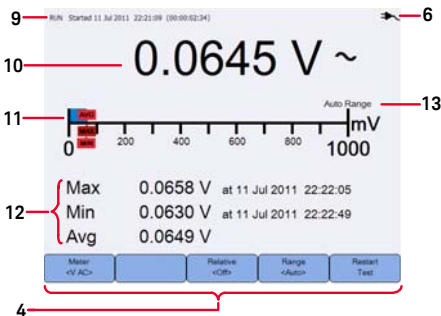 9
RUN Started 11 Jul 2011 22:21:09 (00:00:02:34)
6
10
0.0645 V ~
Auto Range
13
11
AVG
MAX
MIN
mV
0 200 400 600 800 1000
12
Max 0.0658 V at 11 Jul 2011 22:22:05
Min 0.0630 V at 11 Jul 2011 22:22:49
Avg 0.0649 V
Meter
<V AC>
Relative
<Off>
Range
<Auto>
Restart
Test
4